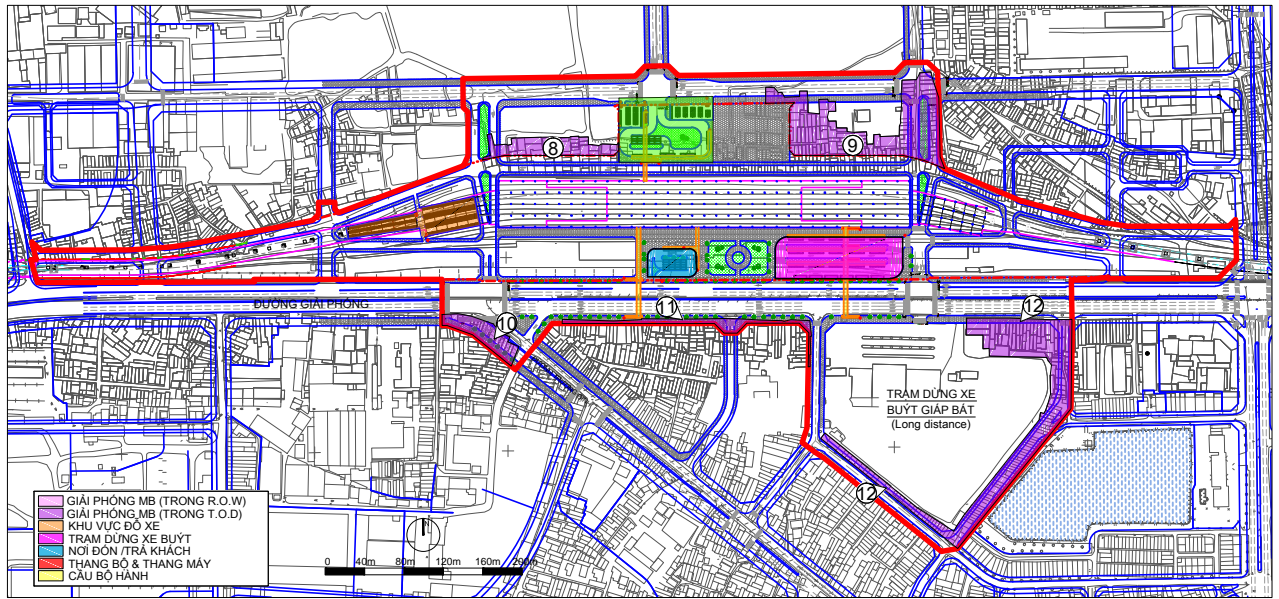 8
9
ĐƯỜNG GIẢI PHÓNG
10
11
12
TRẠM DỪNG XE
BUÝT GIÁP BÁT
(Long distance)
12
GIẢI PHÓNG MB (TRONG R.O.W)
GIẢI PHÓNG MB (TRONG T.O.D)
KHU VỰC ĐỖ XE
TRẠM DỪNG XE BUÝT
NƠI ĐÓN /TRẢ KHÁCH
THANG BỘ & THANG MÁY
CẦU BỘ HÀNH
0 40m 80m 120m 160m 200m